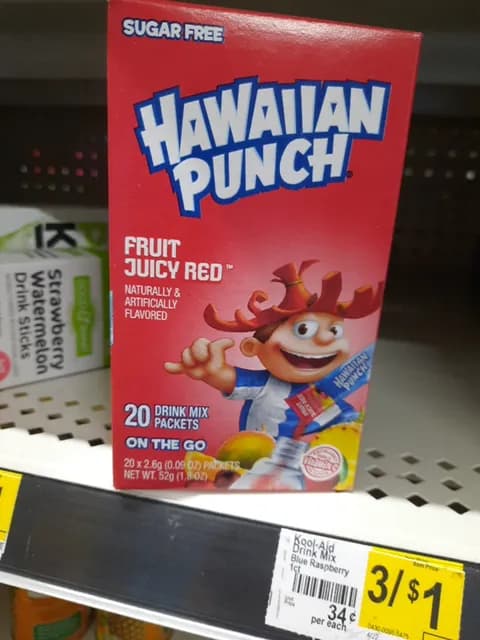 SUGAR FREE
HAWAIIAN
PUNCH
FRUIT
JUICY RED™
NATURALLY &
ARTIFICIALLY
FLAVORED
HAWAIIAN
PUNCH
20 DRINK MIX
PACKETS
ON THE GO
20 x 2.6g (0.09 OZ) PACKETS
NET WT. 52g (1.8 OZ)
Strawberry
Watermelon
Drink Sticks
Kool-Aid
Drink Mix
Blue Raspberry
1ct
34¢
per each
3/$1